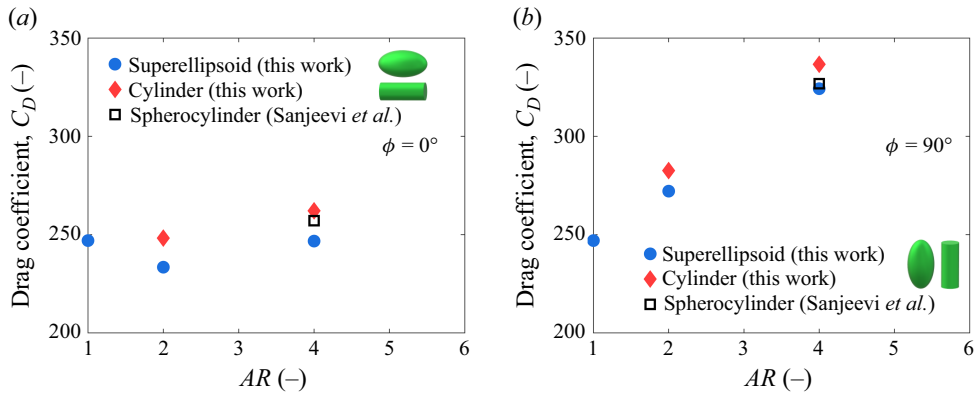 (a)
350
300
250
200
Drag coefficient, C_D (–)
Superellipsoid (this work)
Cylinder (this work)
Spherocylinder (Sanjeevi et al.)
ϕ = 0°
1 2 3 4 5 6
AR (–)
(b)
350
300
250
200
Drag coefficient, C_D (–)
ϕ = 90°
Superellipsoid (this work)
Cylinder (this work)
Spherocylinder (Sanjeevi et al.)
1 2 3 4 5 6
AR (–)